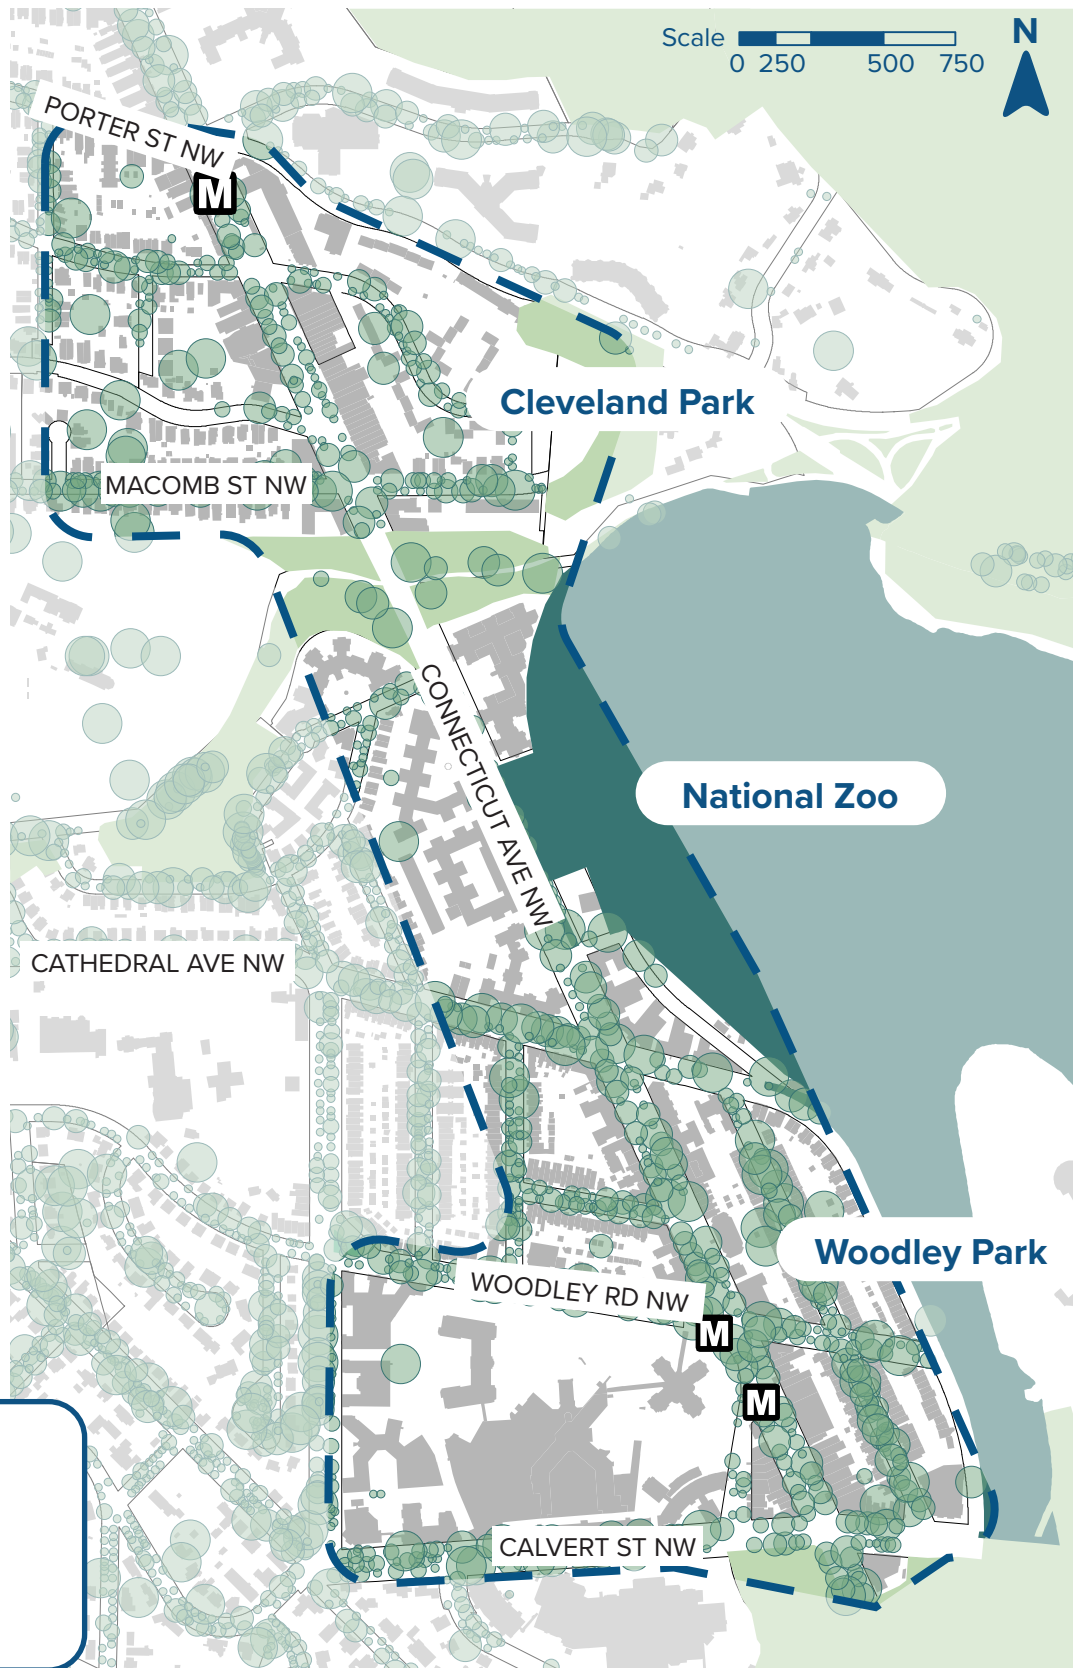 Scale
0 250 500 750
N
PORTER ST NW
M
Cleveland Park
MACOMB ST NW
CONNECTICUT AVE NW
National Zoo
CATHEDRAL AVE NW
Woodley Park
WOODLEY RD NW
M
M
CALVERT ST NW